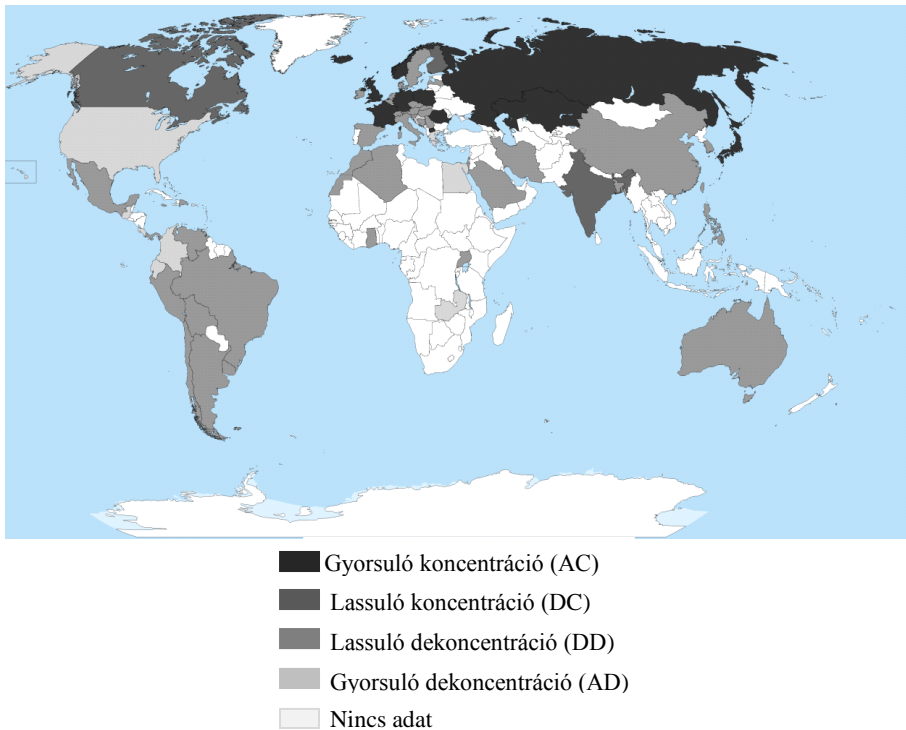 Gyorsuló koncentráció (AC)
Lassuló koncentráció (DC)
Lassuló dekoncentráció (DD)
Gyorsuló dekoncentráció (AD)
Nincs adat